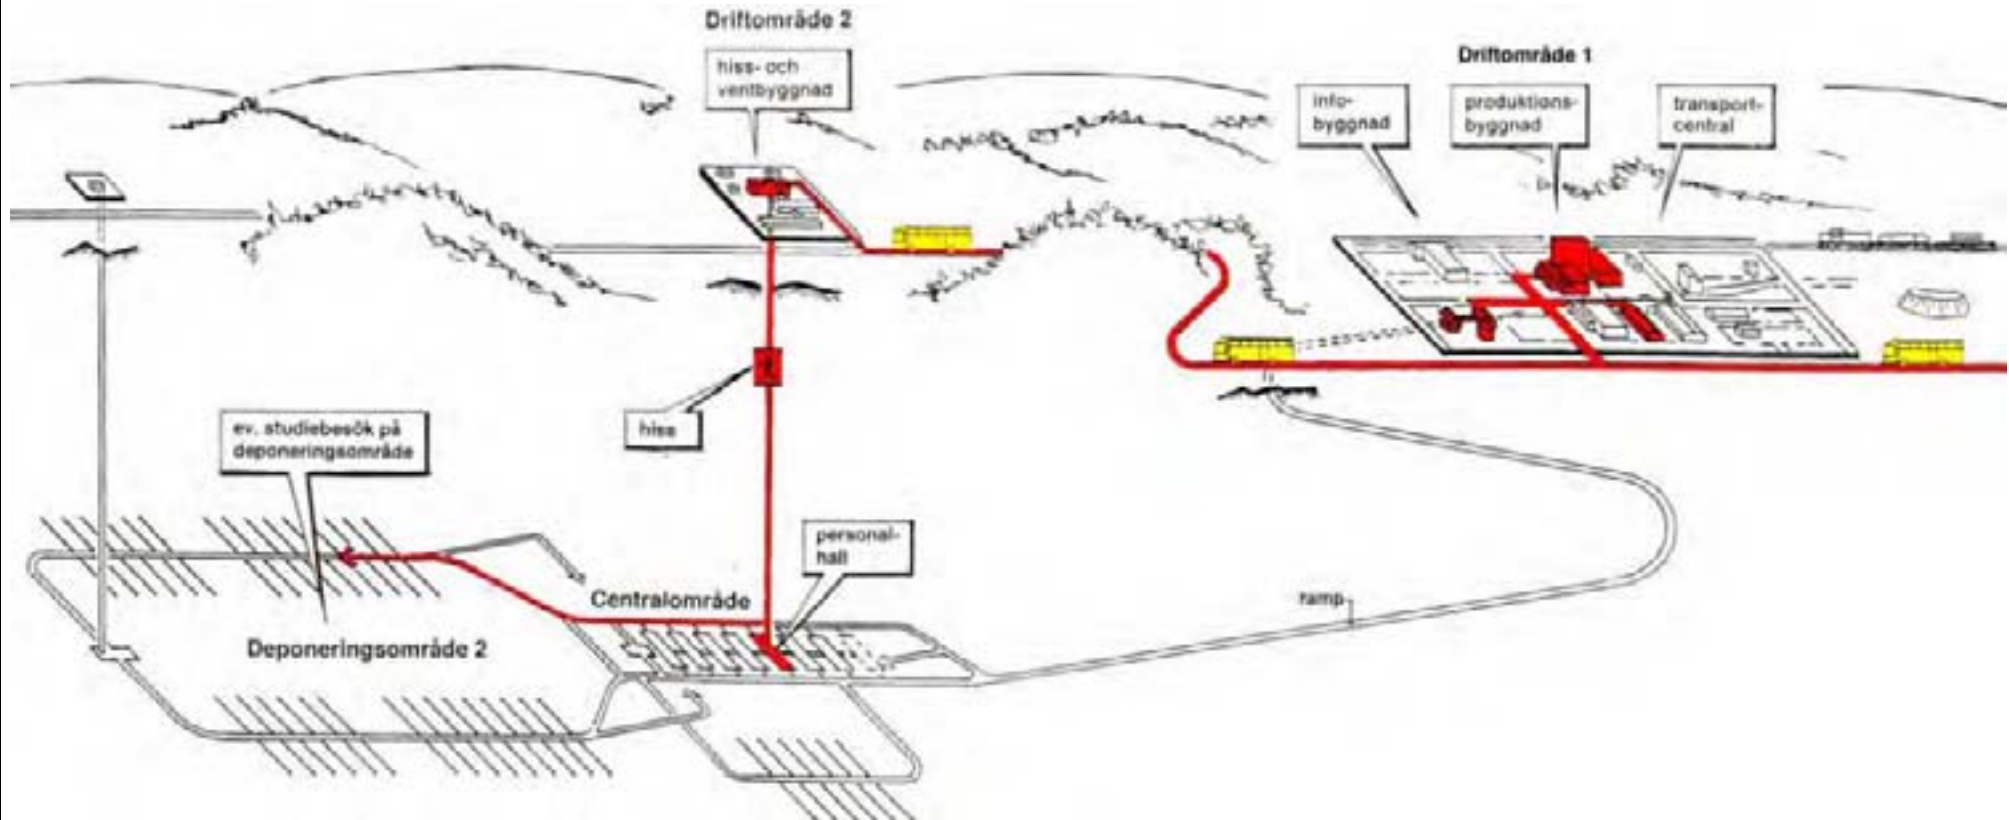 Driftområde 2
hiss- och
ventbyggnad
Driftområde 1
info-
byggnad
produktions-
byggnad
transport-
central
hiss
ev. studiebesök på
deponeringsområde
personal-
hall
Centralområde
ramp
Deponeringsområde 2